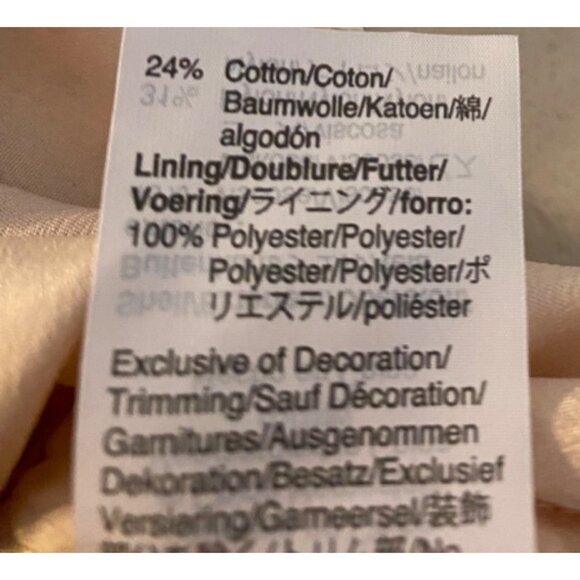 24% Cotton/Coton/
Baumwolle/Katoen/綿/
algodón
Lining/Doublure/Futter/
Voering/ライニング/forro:
100% Polyester/Polyester/
Polyester/Polyester/ポ
リエステル/poliéster
Exclusive of Decoration/
Trimming/Sauf Décoration/
Garnitures/Ausgenommen
Dekoration/Besatz/Exclusief
Versiering/Garneersel/装飾